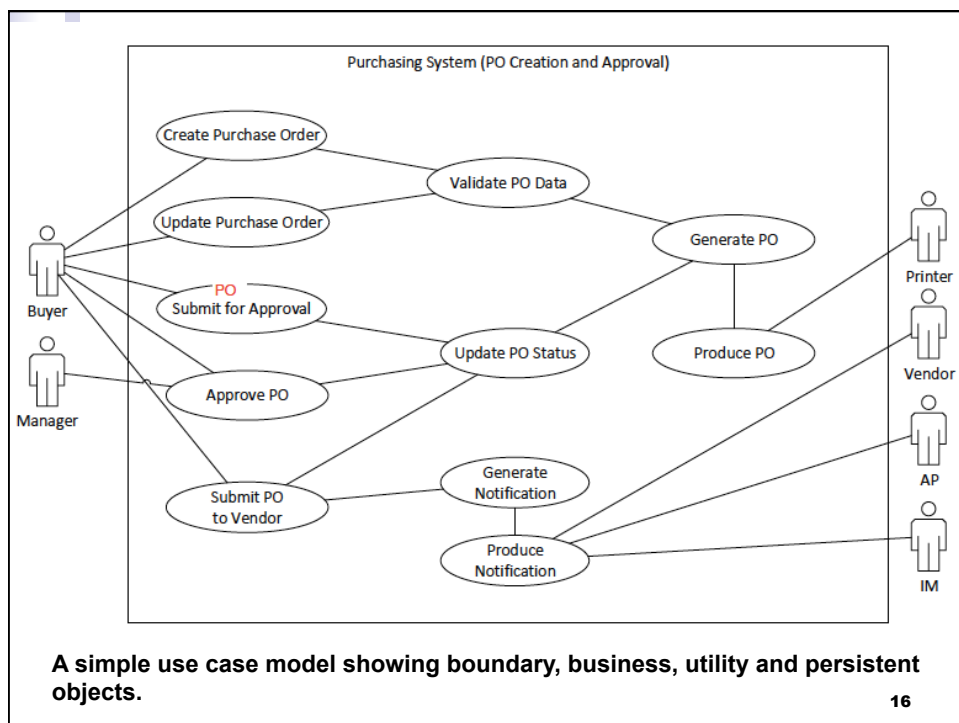 Purchasing System (PO Creation and Approval)
Create Purchase Order
Validate PO Data
Update Purchase Order
Generate PO
Buyer
PO
Submit for Approval
Printer
Update PO Status
Produce PO
Manager
Approve PO
Vendor
Generate
Notification
AP
Submit PO
to Vendor
Produce
Notification
IM
A simple use case model showing boundary, business, utility and persistent
objects.
16